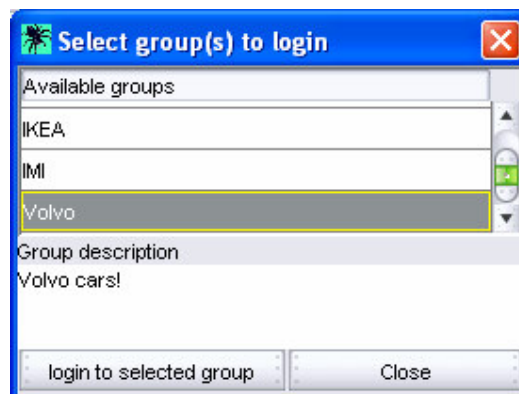 Select group(s) to login
Available groups
IKEA
IMI
Volvo
Group description
Volvo cars!
login to selected group
Close